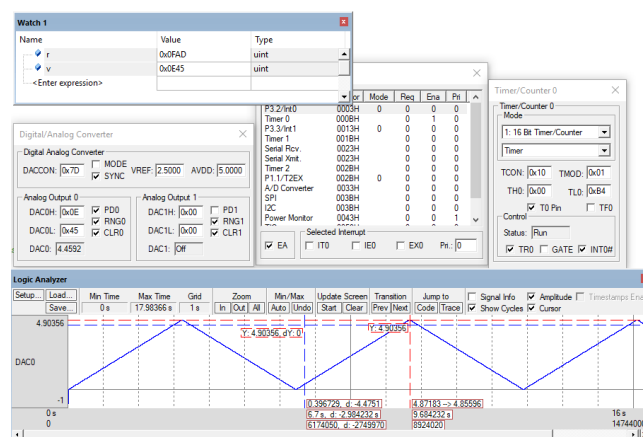 Watch 1
Name Value Type
r 0x0FAD uint
v 0x0E45 uint
<Enter expression>
or Mode Req Ena Pri
P3.2/Int0 0003H 0 0 0 0
Timer 0 000BH 0 1 0
P3.3/Int1 0013H 0 0 0 0
Timer 1 001BH 0 0 0
Serial Rcv. 0023H 0 0 0
Serial Xmit. 0023H 0 0 0
Timer 2 002BH 0 0 0
P1.1/T2EX 002BH 0 0 0 0
A/D Converter 0033H 0 0 0
SPI 003BH 0 0 0
I2C 003BH 0 0 0
Power Monitor 0043H 0 0 1
Selected Interrupt
EA IT0 IE0 EX0 Pri.: 0
Timer/Counter 0
Timer/Counter 0
Mode
1: 16 Bit Timer/Counter
Timer
TCON: 0x10 TMOD: 0x01
TH0: 0x00 TL0: 0xB4
T0 Pin TF0
Control
Status: Run
TR0 GATE INT0#
Digital/Analog Converter
Digital Analog Converter
DACCON: 0x7D MODE SYNC VREF: 2.5000 AVDD: 5.0000
Analog Output 0
DAC0H: 0x0E PD0
RNG0
DAC0L: 0x45 CLR0
DAC0: 4.4592
Analog Output 1
DAC1H: 0x00 PD1
RNG1
DAC1L: 0x00 CLR1
DAC1: Off
Logic Analyzer
Setup... Load... Min Time Max Time Grid Zoom Min/Max Update Screen Transition Jump to Signal Info Amplitude Timestamps Ena
Save... 0 s 17.98366 s 1 s In Out All Auto Undo Start Clear Prev Next Code Trace Show Cycles Cursor
4.90356
Y: 4.90356, dY: 0
Y: 4.90356
DAC0
-1
0.396729, d: -4.4751 4.87183 --> 4.85596
0 s 6.7 s, d: -2.984232 s 9.684232 s 16 s
0 6174050, d: -2749970 8924020 14744000